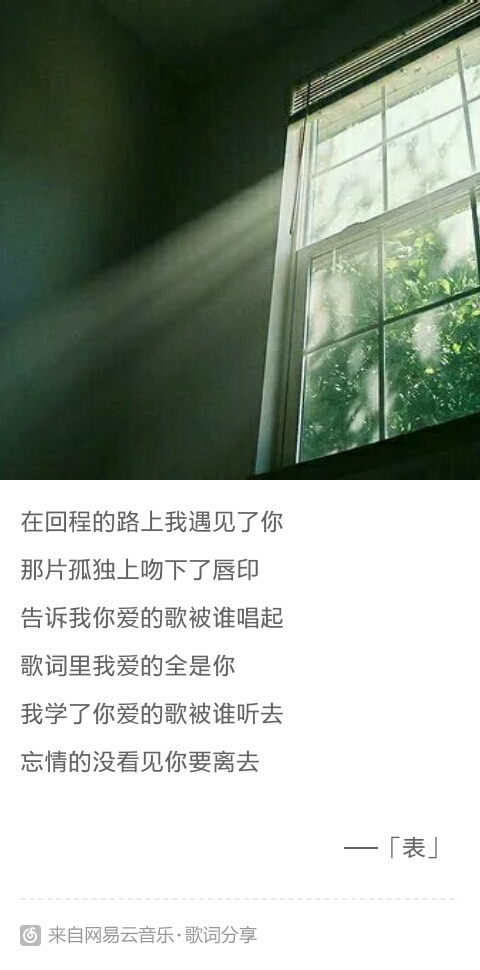 在回程的路上我遇见了你
那片孤独上吻下了唇印
告诉我你爱的歌被谁唱起
歌词里我爱的全是你
我学了你爱的歌被谁听去
忘情的没看见你要离去
——「表」
来自网易云音乐·歌词分享